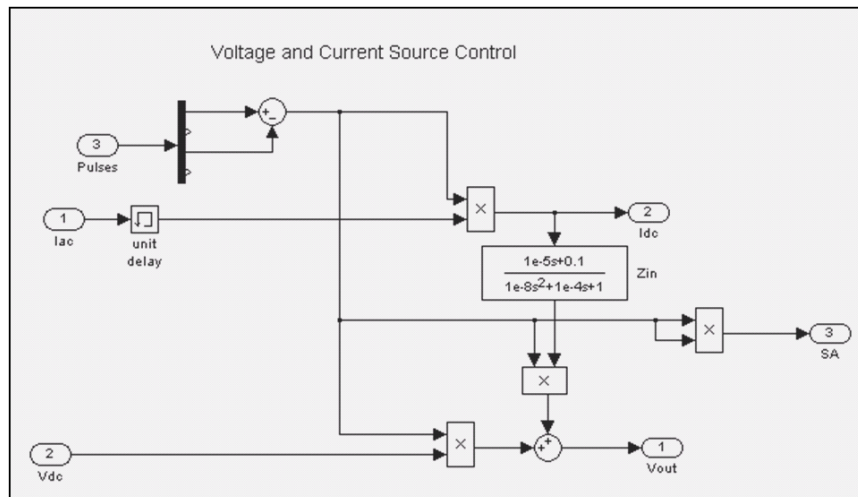 Voltage and Current Source Control
+
−
3
Pulses
1
Iac
unit
delay
×
2
Idc
1e-5s+0.1
1e-8s²+1e-4s+1
Zin
×
3
SA
×
2
Vdc
×
+
+
1
Vout